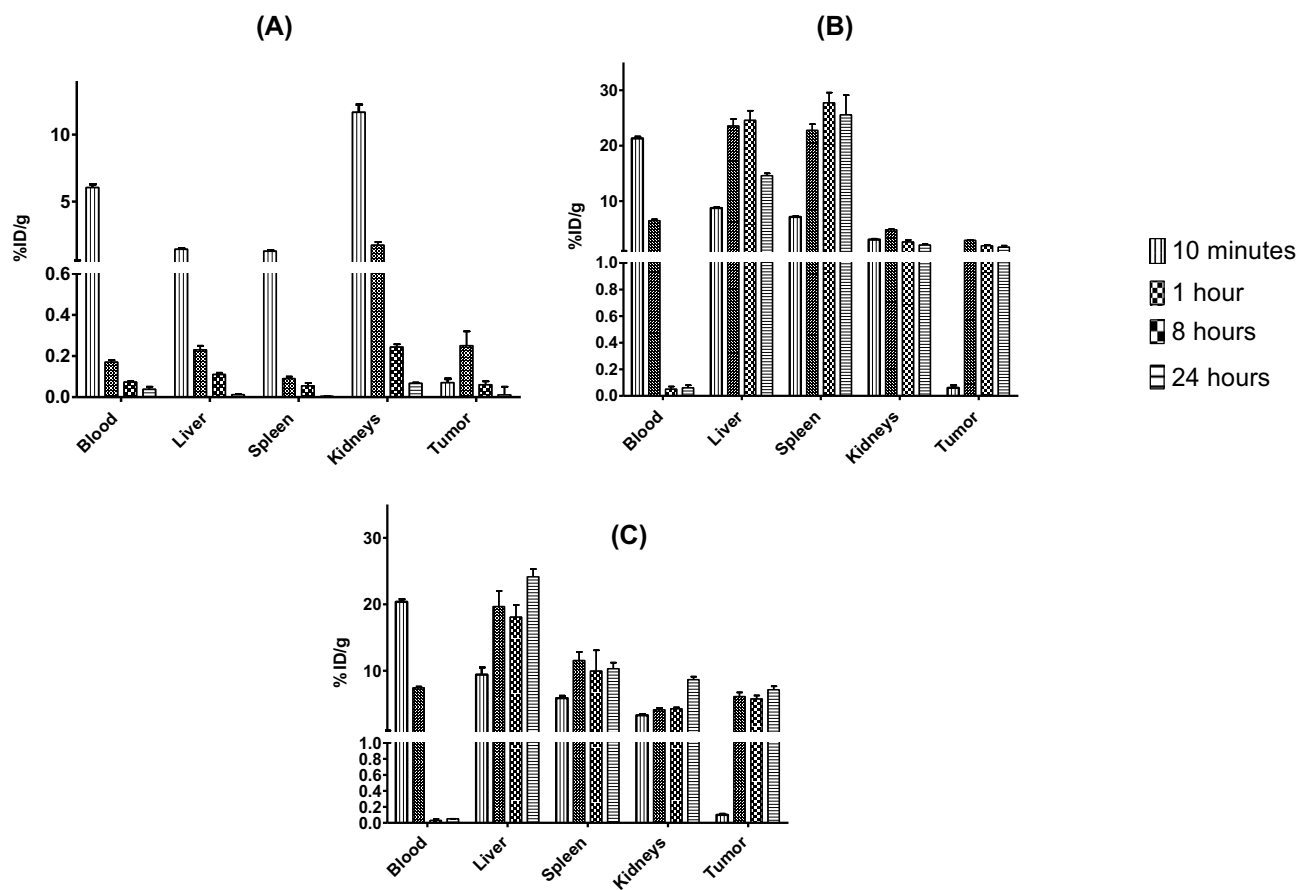 (A)
%ID/g
10
5
0.6
0.4
0.2
0.0
Blood
Liver
Spleen
Kidneys
Tumor
(B)
%ID/g
30
20
10
1.0
0.8
0.6
0.4
0.2
0.0
Blood
Liver
Spleen
Kidneys
Tumor
10 minutes
1 hour
8 hours
24 hours
(C)
%ID/g
30
20
10
1.0
0.8
0.6
0.4
0.2
0.0
Blood
Liver
Spleen
Kidneys
Tumor